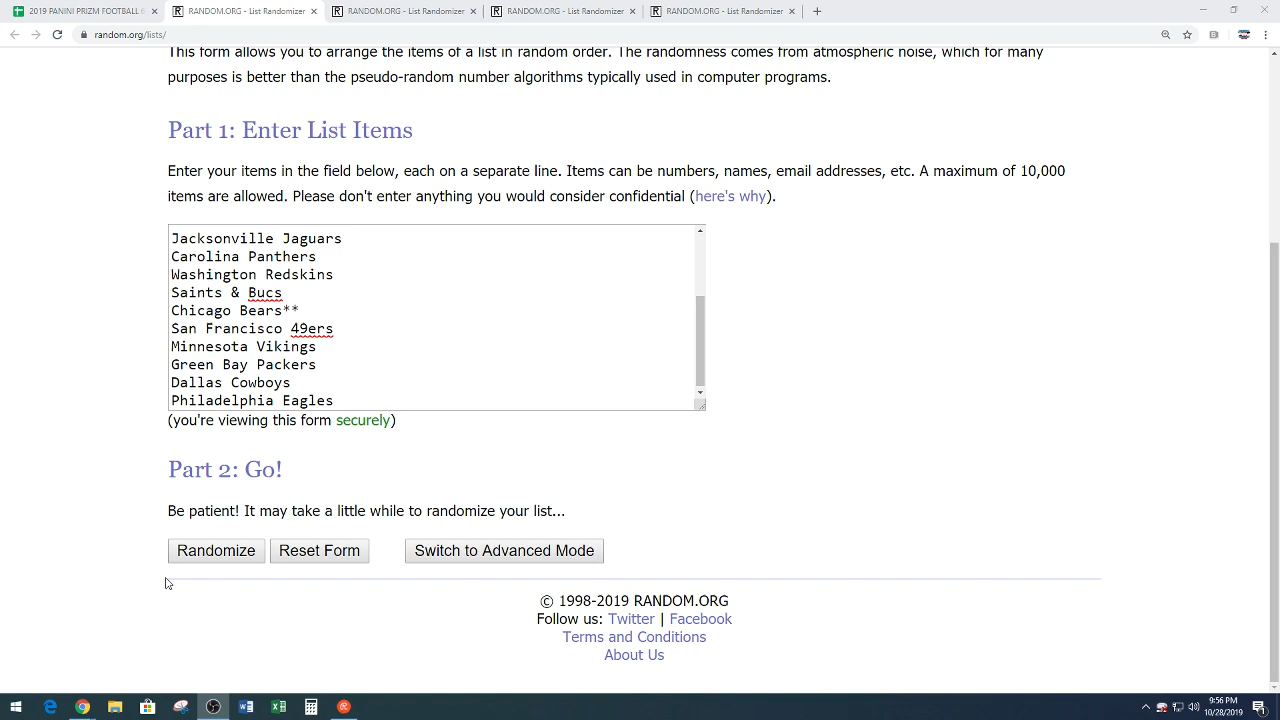 2019 PANINI PRIZM FOOTBALL 6
RANDOM.ORG - List Randomizer
RANDOM.ORG - List Randomizer
RANDOM.ORG - List Randomizer
RANDOM.ORG - List Randomizer
random.org/lists/
This form allows you to arrange the items of a list in random order. The randomness comes from atmospheric noise, which for many
purposes is better than the pseudo-random number algorithms typically used in computer programs.
Part 1: Enter List Items
Enter your items in the field below, each on a separate line. Items can be numbers, names, email addresses, etc. A maximum of 10,000
items are allowed. Please don't enter anything you would consider confidential (here's why).
Jacksonville Jaguars
Carolina Panthers
Washington Redskins
Saints & Bucs
Chicago Bears**
San Francisco 49ers
Minnesota Vikings
Green Bay Packers
Dallas Cowboys
Philadelphia Eagles
(you're viewing this form securely)
Part 2: Go!
Be patient! It may take a little while to randomize your list...
Randomize Reset Form Switch to Advanced Mode
© 1998-2019 RANDOM.ORG
Follow us: Twitter | Facebook
Terms and Conditions
About Us
9:56 PM
10/28/2019